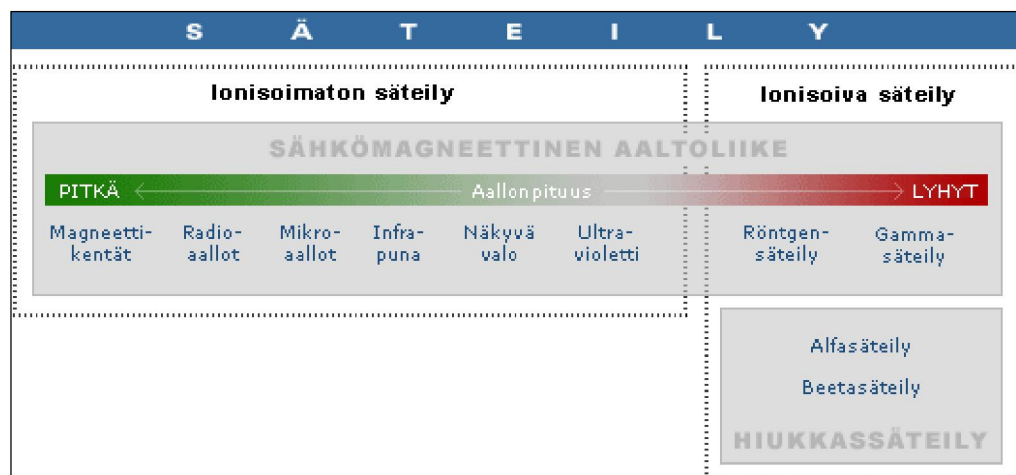 SÄTEILY
Ionisoimaton säteily
Ionisoiva säteily
SÄHKÖMAGNEETTINEN AALTOLIIKE
PITKÄ Aallonpituus LYHYT
Magneetti-
kentät
Radio-
aallot
Mikro-
aallot
Infra-
puna
Näkyvä
valo
Ultra-
violetti
Röntgen-
säteily
Gamma-
säteily
Alfasäteily
Beetasäteily
HIUKKASSÄTEILY